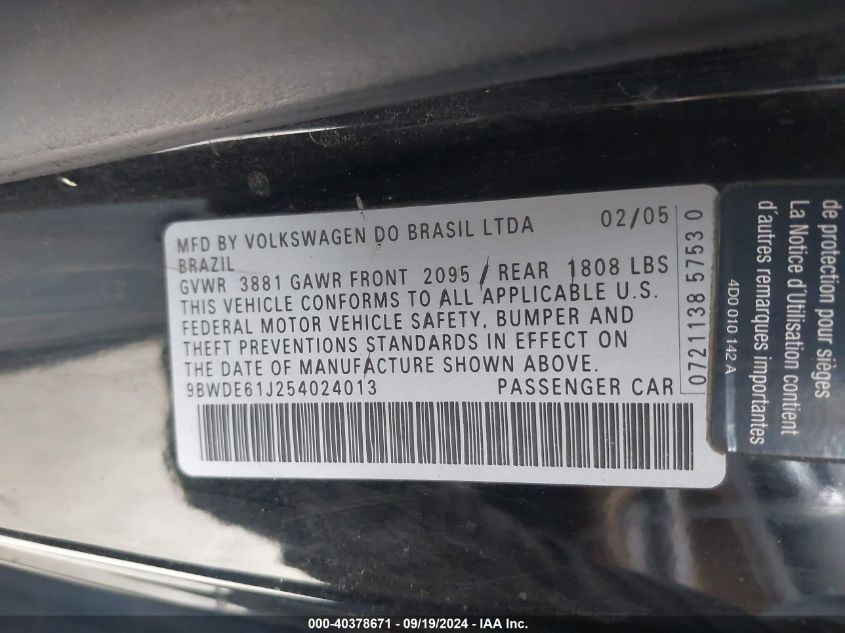 MFD BY VOLKSWAGEN DO BRASIL LTDA 02/05
BRAZIL
GVWR 3881 GAWR FRONT 2095 / REAR 1808 LBS
THIS VEHICLE CONFORMS TO ALL APPLICABLE U.S.
FEDERAL MOTOR VEHICLE SAFETY, BUMPER AND
THEFT PREVENTIONS STANDARDS IN EFFECT ON
THE DATE OF MANUFACTURE SHOWN ABOVE.
9BWDE61J254024013 PASSENGER CAR
0721138 57530
de protection pour sièges
La Notice d'Utilisation contient
d'autres remarques importantes
4D0 010 142 A
000-40378671 - 09/19/2024 - IAA Inc.